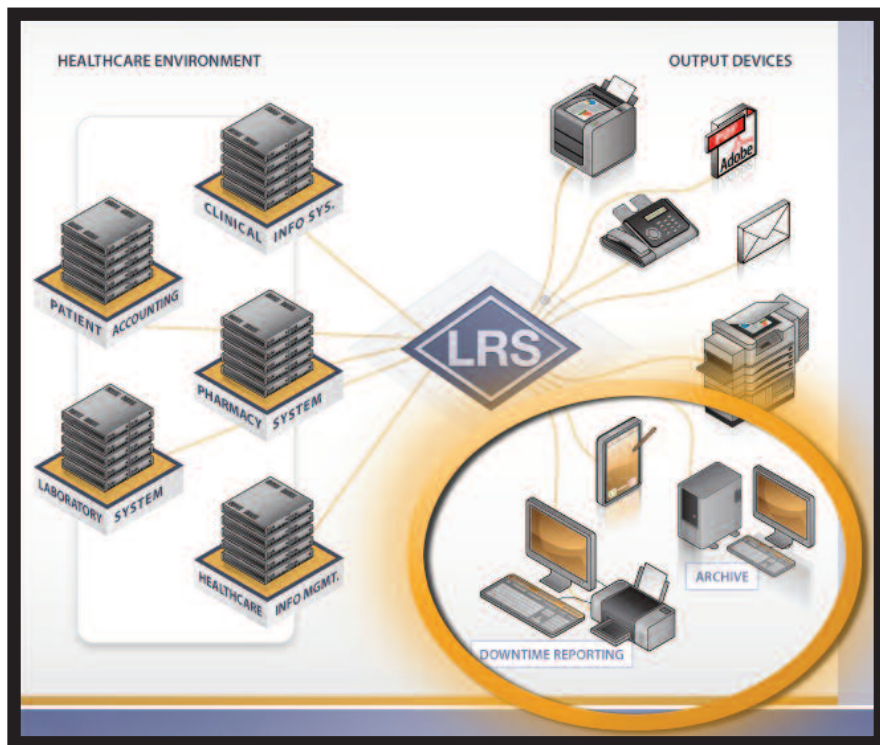 HEALTHCARE ENVIRONMENT
OUTPUT DEVICES
CLINICAL INFO SYS.
PATIENT ACCOUNTING
PHARMACY SYSTEM
LABORATORY SYSTEM
HEALTHCARE INFO MGMT.
LRS
PDF
Adobe
ARCHIVE
DOWNTIME REPORTING